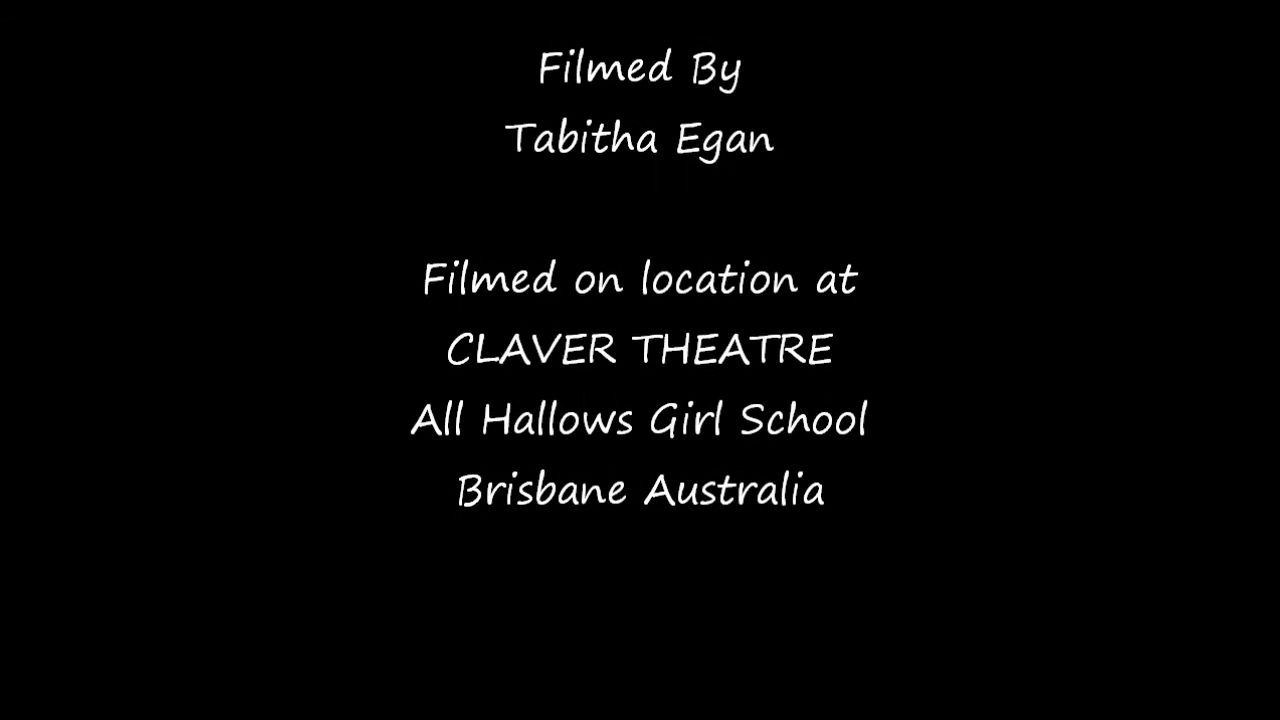 Filmed By
Tabitha Egan
Filmed on location at
CLAVER THEATRE
All Hallows Girl School
Brisbane Australia